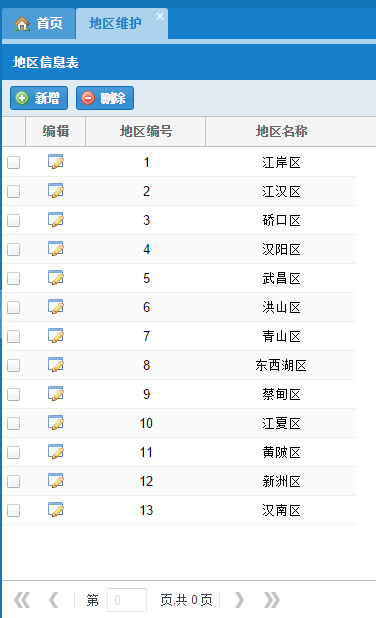 首页 地区维护 ×
地区信息表
新增 删除
编辑 地区编号 地区名称
1 江岸区
2 江汉区
3 硚口区
4 汉阳区
5 武昌区
6 洪山区
7 青山区
8 东西湖区
9 蔡甸区
10 江夏区
11 黄陂区
12 新洲区
13 汉南区
第 0 页,共 0 页